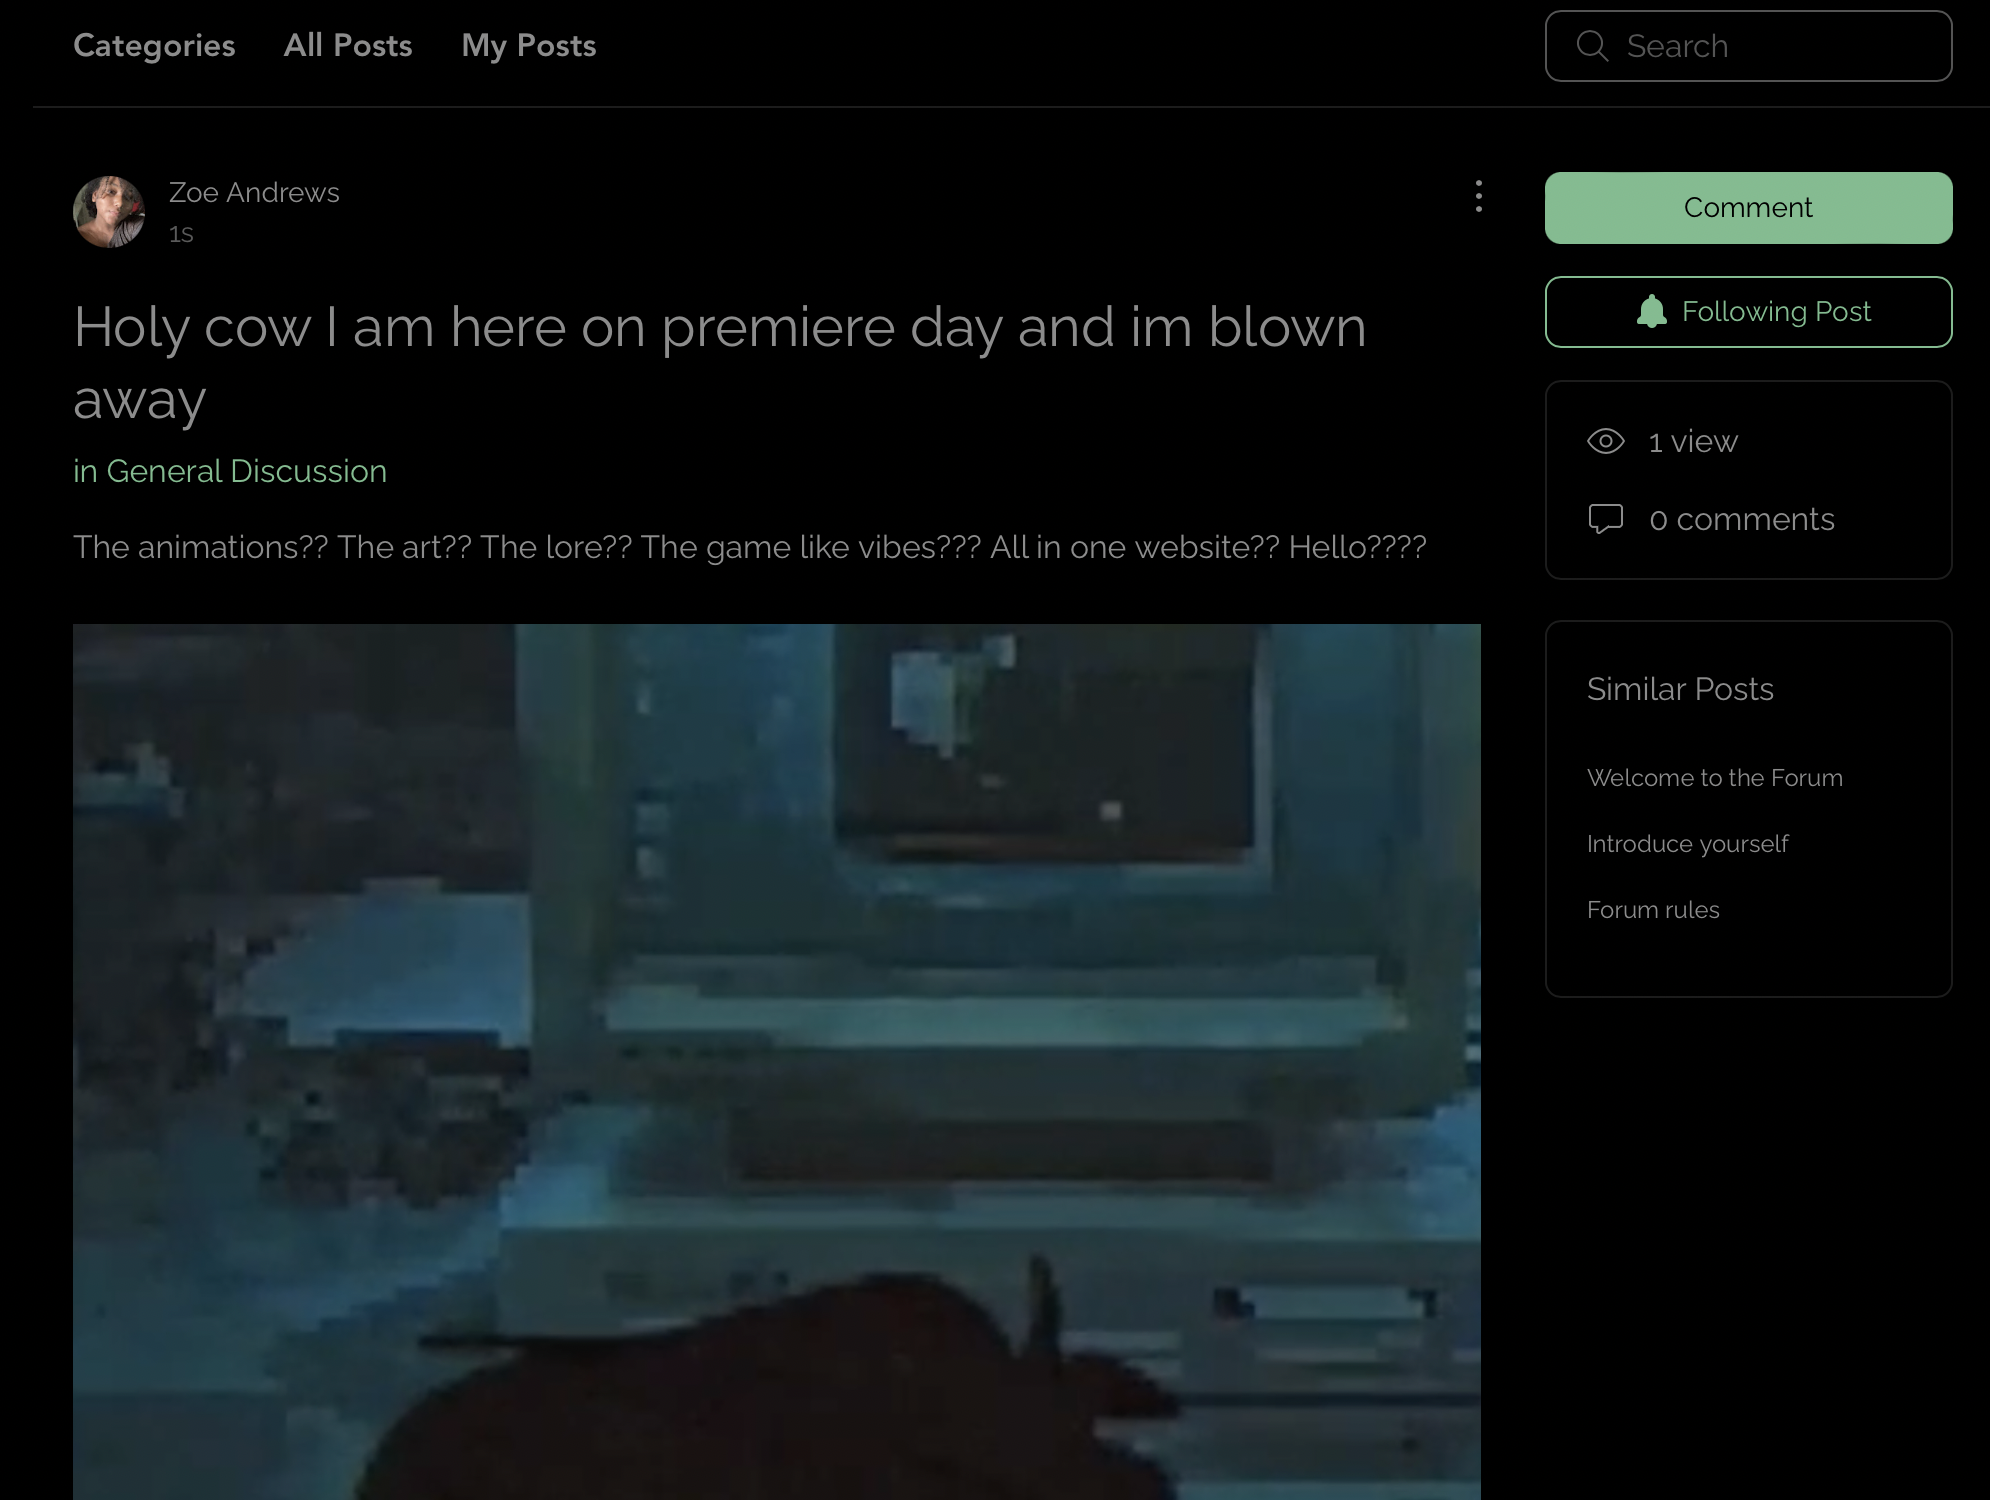 Categories All Posts My Posts
Search
Zoe Andrews
1s
Comment
Following Post
Holy cow I am here on premiere day and im blown
away
in General Discussion
1 view
0 comments
The animations?? The art?? The lore?? The game like vibes??? All in one website?? Hello????
Similar Posts
Welcome to the Forum
Introduce yourself
Forum rules